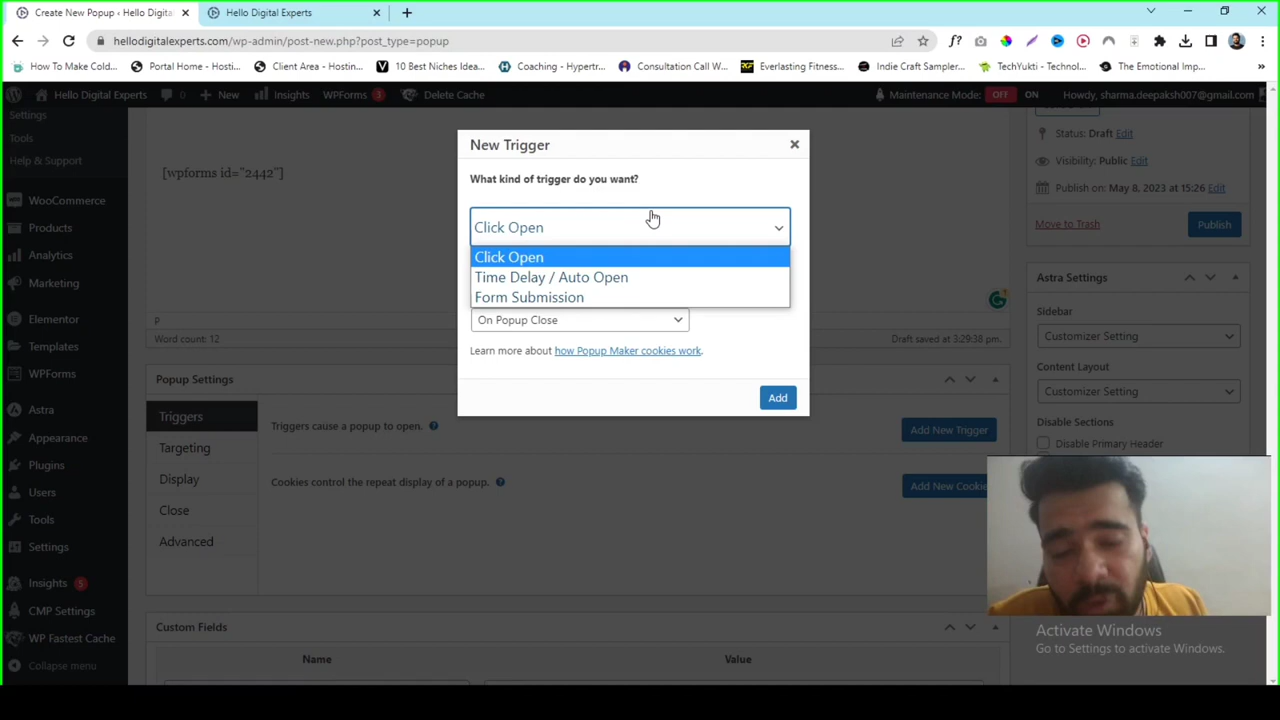 Create New Popup ‹ Hello Digital
Hello Digital Experts
hellodigitalexperts.com/wp-admin/post-new.php?post_type=popup
How To Make Cold...
Portal Home - Hosti...
Client Area - Hosting...
10 Best Niches Ide...
Coaching - Hypertr...
Consultation Call W...
Everlasting Fitness...
Indie Craft Sampler...
TechYukti - Technol...
The Emotional Imp...
»
Hello Digital Experts
New
Insights
WPForms 3
Delete Cache
Maintenance Mode: OFF ON
Howdy, sharma.deepaksh007@gmail.com
Settings
Tools
Help & Support
WooCommerce
Products
Analytics
Marketing
Elementor
Templates
WPForms
Astra
Appearance
Plugins
Users
Tools
Settings
Insights 5
CMP Settings
WP Fastest Cache
Collapse menu
[wpforms id="2442"]
P
Word count: 12
Draft saved at 3:29:38 pm.
New Trigger
What kind of trigger do you want?
Click Open
Click Open
Time Delay / Auto Open
Form Submission
On Popup Close
Learn more about how Popup Maker cookies work.
Add
Popup Settings
Triggers
Targeting
Display
Close
Advanced
Triggers cause a popup to open.
Add New Trigger
Cookies control the repeat display of a popup.
Add New Cookie
Custom Fields
Name
Value
Status: Draft Edit
Visibility: Public Edit
Publish on: May 8, 2023 at 15:26 Edit
Move to Trash
Publish
Astra Settings
Sidebar
Customizer Setting
Content Layout
Customizer Setting
Disable Sections
Disable Primary Header
Activate Windows
Go to Settings to activate Windows.